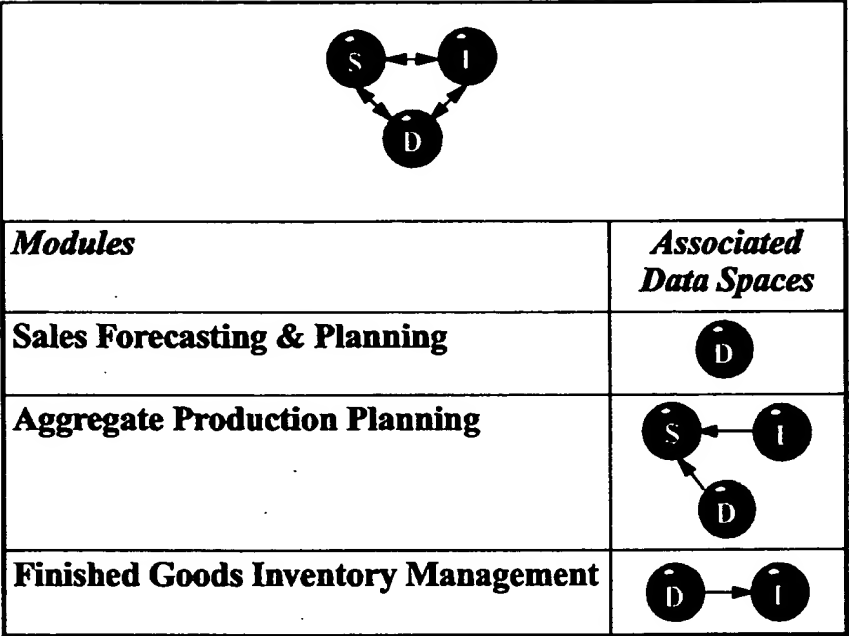 S I
D
Modules Associated
Data Spaces
Sales Forecasting & Planning D
Aggregate Production Planning S I
D
Finished Goods Inventory Management D I